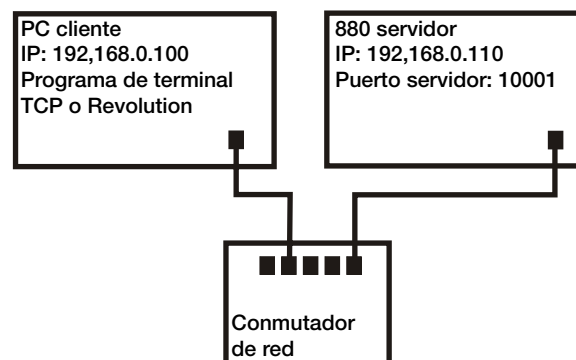 PC cliente
IP: 192,168.0.100
Programa de terminal
TCP o Revolution
880 servidor
IP: 192,168.0.110
Puerto servidor: 10001
Conmutador
de red